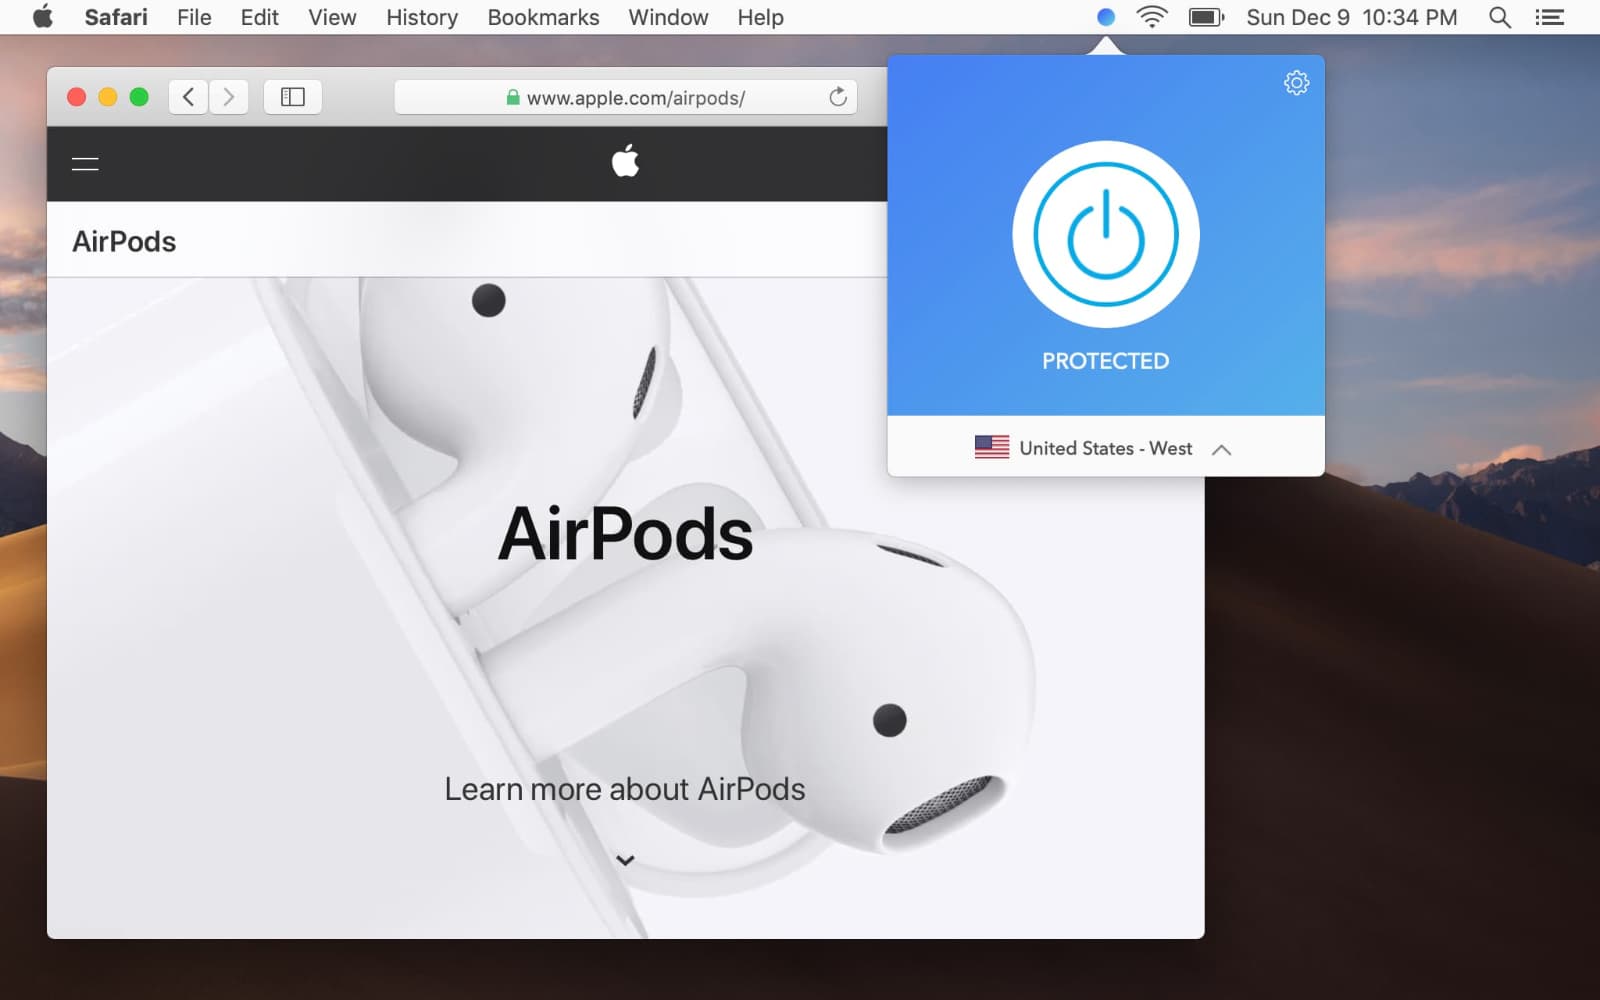 Safari File Edit View History Bookmarks Window Help Sun Dec 9 10:34 PM
www.apple.com/airpods/
AirPods
PROTECTED
United States - West
AirPods
Learn more about AirPods